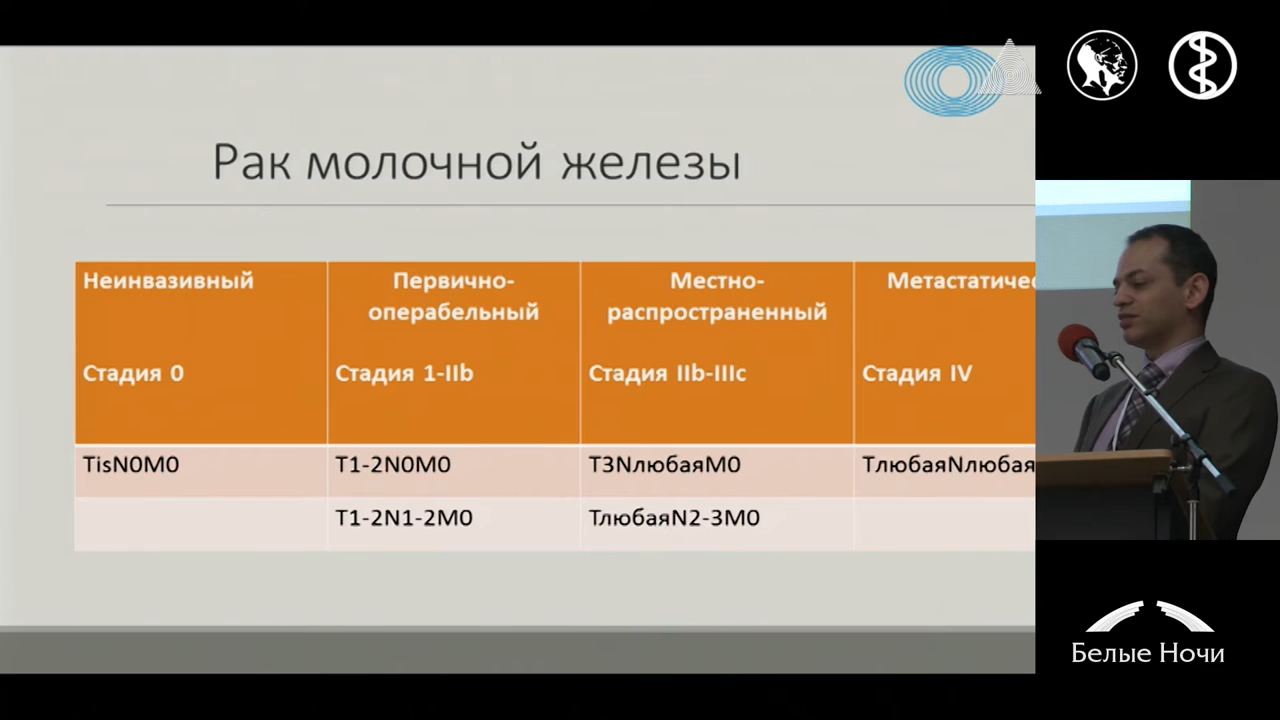 Рак молочной железы
Неинвазивный
Стадия 0
Первично-
операбельный
Стадия 1-IIb
Местно-
распространенный
Стадия IIb-IIIc
Метастатичес
Стадия IV
TisN0M0
T1-2N0M0
T3NлюбаяM0
TлюбаяNлюбая
T1-2N1-2M0
TлюбаяN2-3M0
Белые Ночи